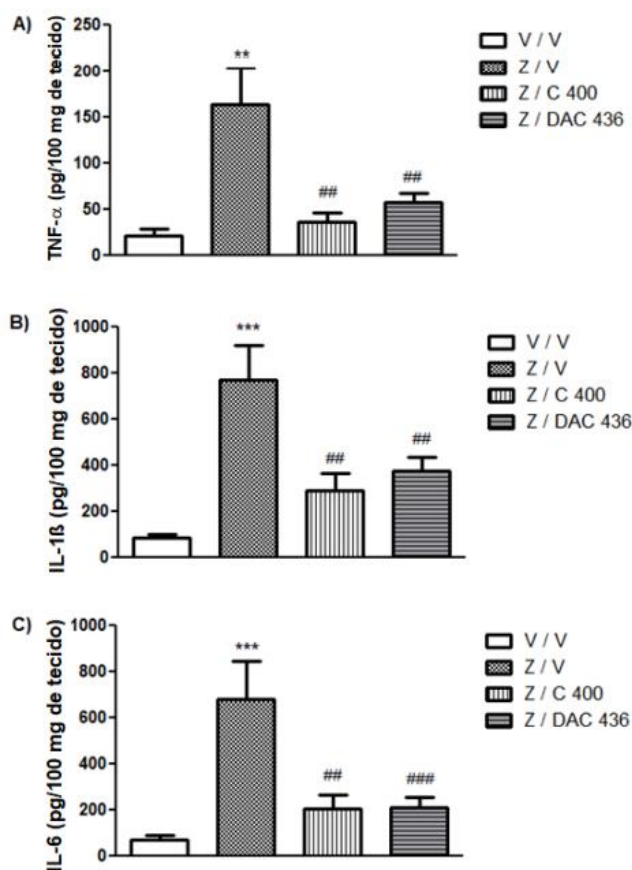 A)
TNF-α (pg/100 mg de tecido)
250
200
150
100
50
0
**
##
##
V / V
Z / V
Z / C 400
Z / DAC 436
B)
IL-1ß (pg/100 mg de tecido)
1000
800
600
400
200
0
***
##
##
V / V
Z / V
Z / C 400
Z / DAC 436
C)
IL-6 (pg/100 mg de tecido)
1000
800
600
400
200
0
***
##
###
V / V
Z / V
Z / C 400
Z / DAC 436